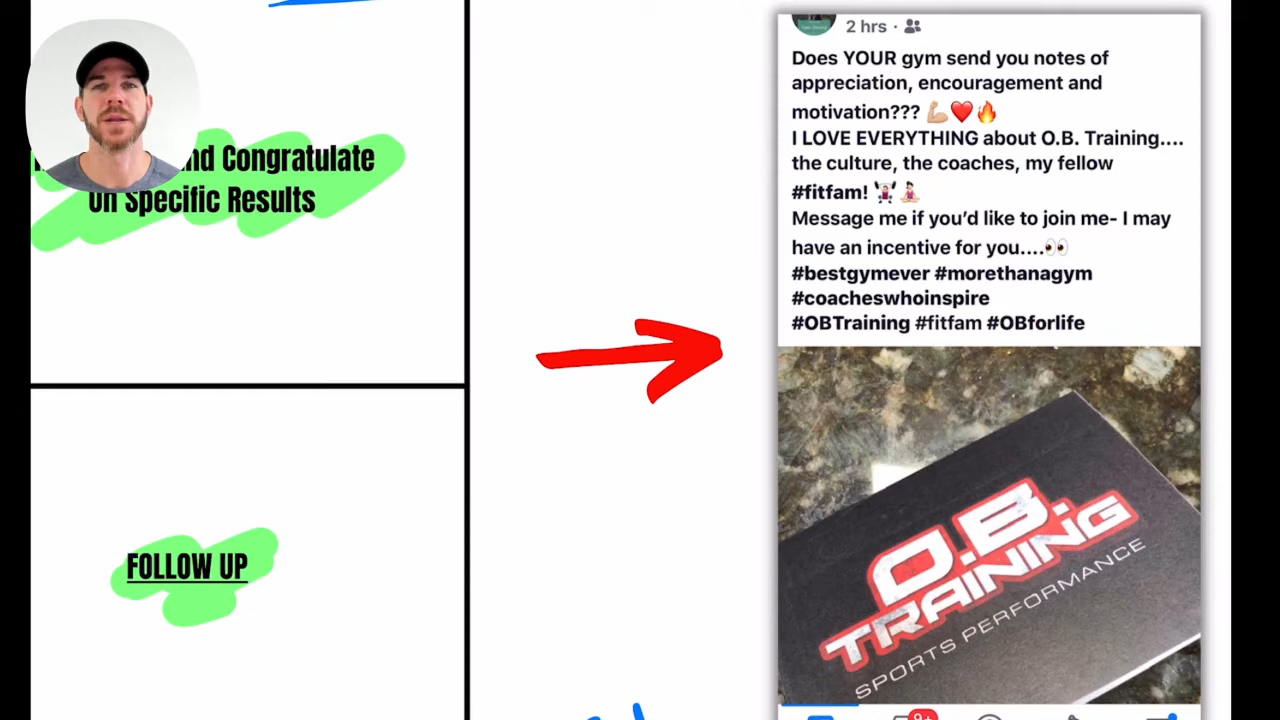 nd Congratulate
On Specific Results
FOLLOW UP
2 hrs ·
Does YOUR gym send you notes of
appreciation, encouragement and
motivation??? 💪🏼❤️🔥
I LOVE EVERYTHING about O.B. Training....
the culture, the coaches, my fellow
#fitfam! 🏋🏻‍♀️🧘🏻‍♀️
Message me if you’d like to join me- I may
have an incentive for you....👀
#bestgymever #morethanagym
#coacheswhoinspire
#OBTraining #fitfam #OBforlife
O.B.
TRAINING
SPORTS PERFORMANCE
9+